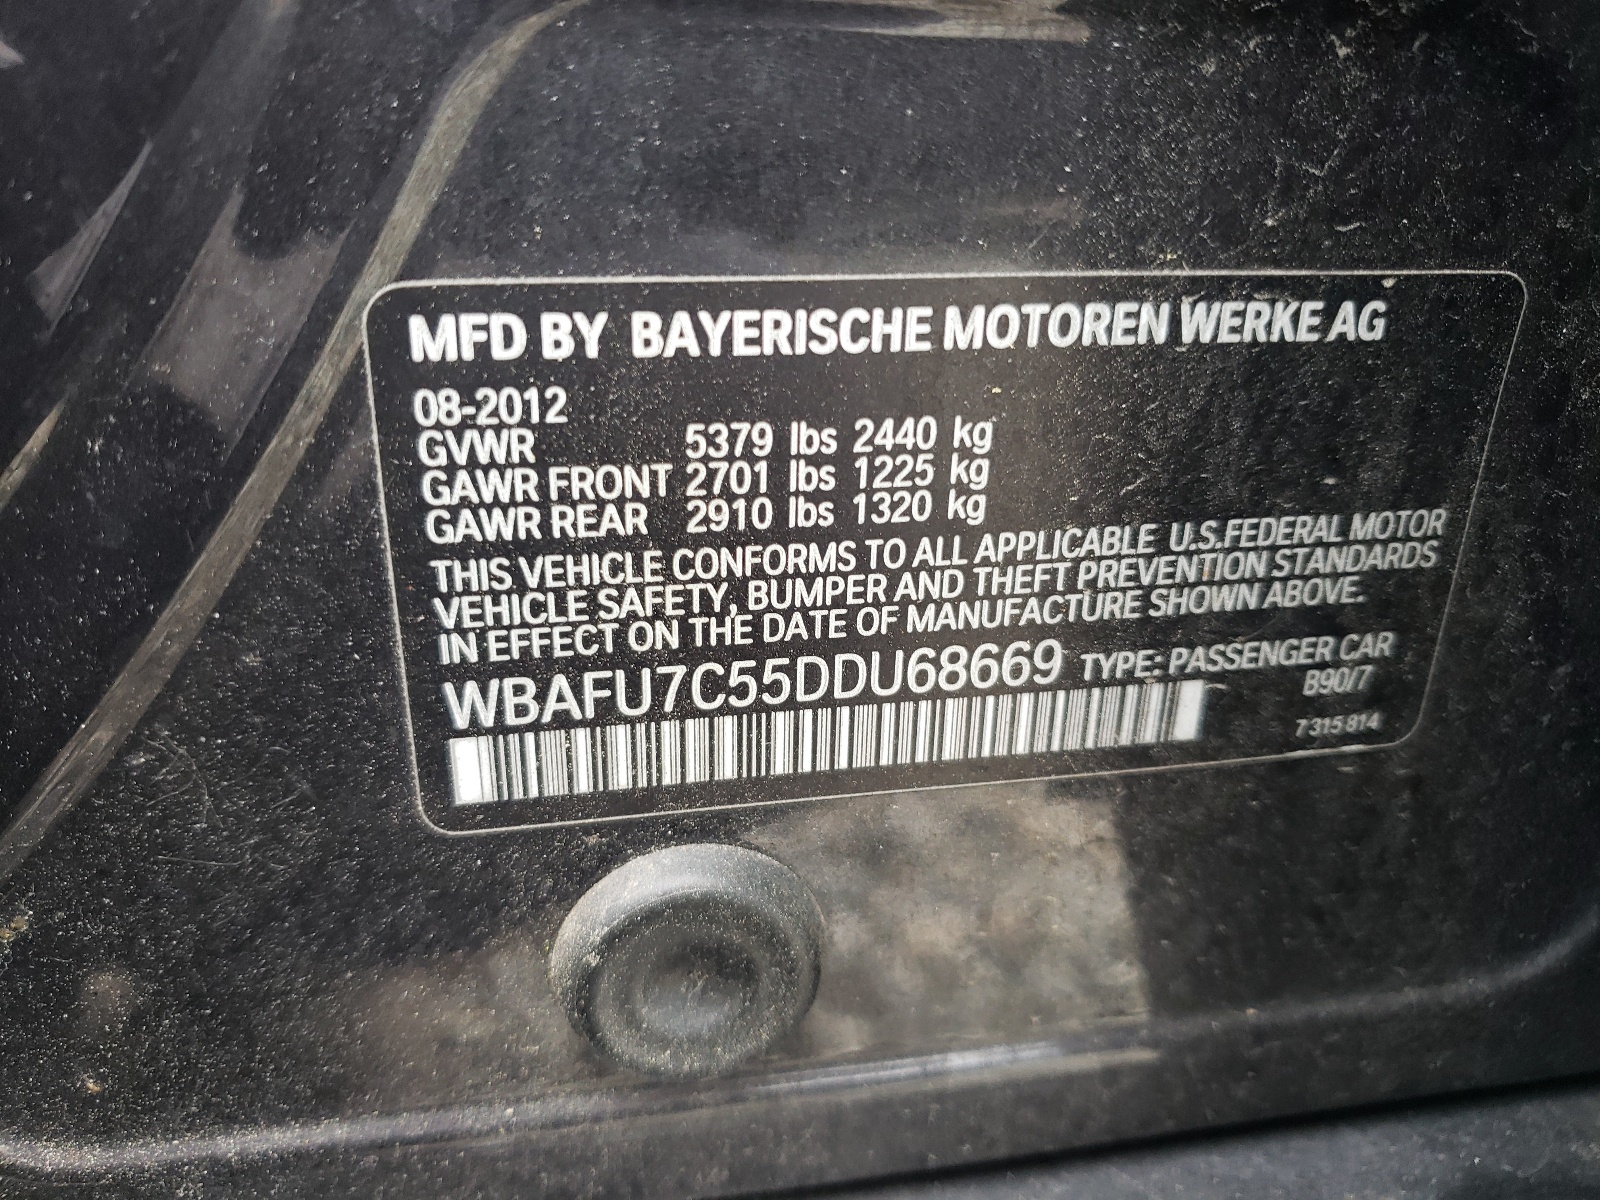 MFD BY BAYERISCHE MOTOREN WERKE AG
08-2012
GVWR 5379 lbs 2440 kg
GAWR FRONT 2701 lbs 1225 kg
GAWR REAR 2910 lbs 1320 kg
THIS VEHICLE CONFORMS TO ALL APPLICABLE U.S.FEDERAL MOTOR
VEHICLE SAFETY, BUMPER AND THEFT PREVENTION STANDARDS
IN EFFECT ON THE DATE OF MANUFACTURE SHOWN ABOVE.
WBAFU7C55DDU68669 TYPE: PASSENGER CAR
B90/7
7 315 814